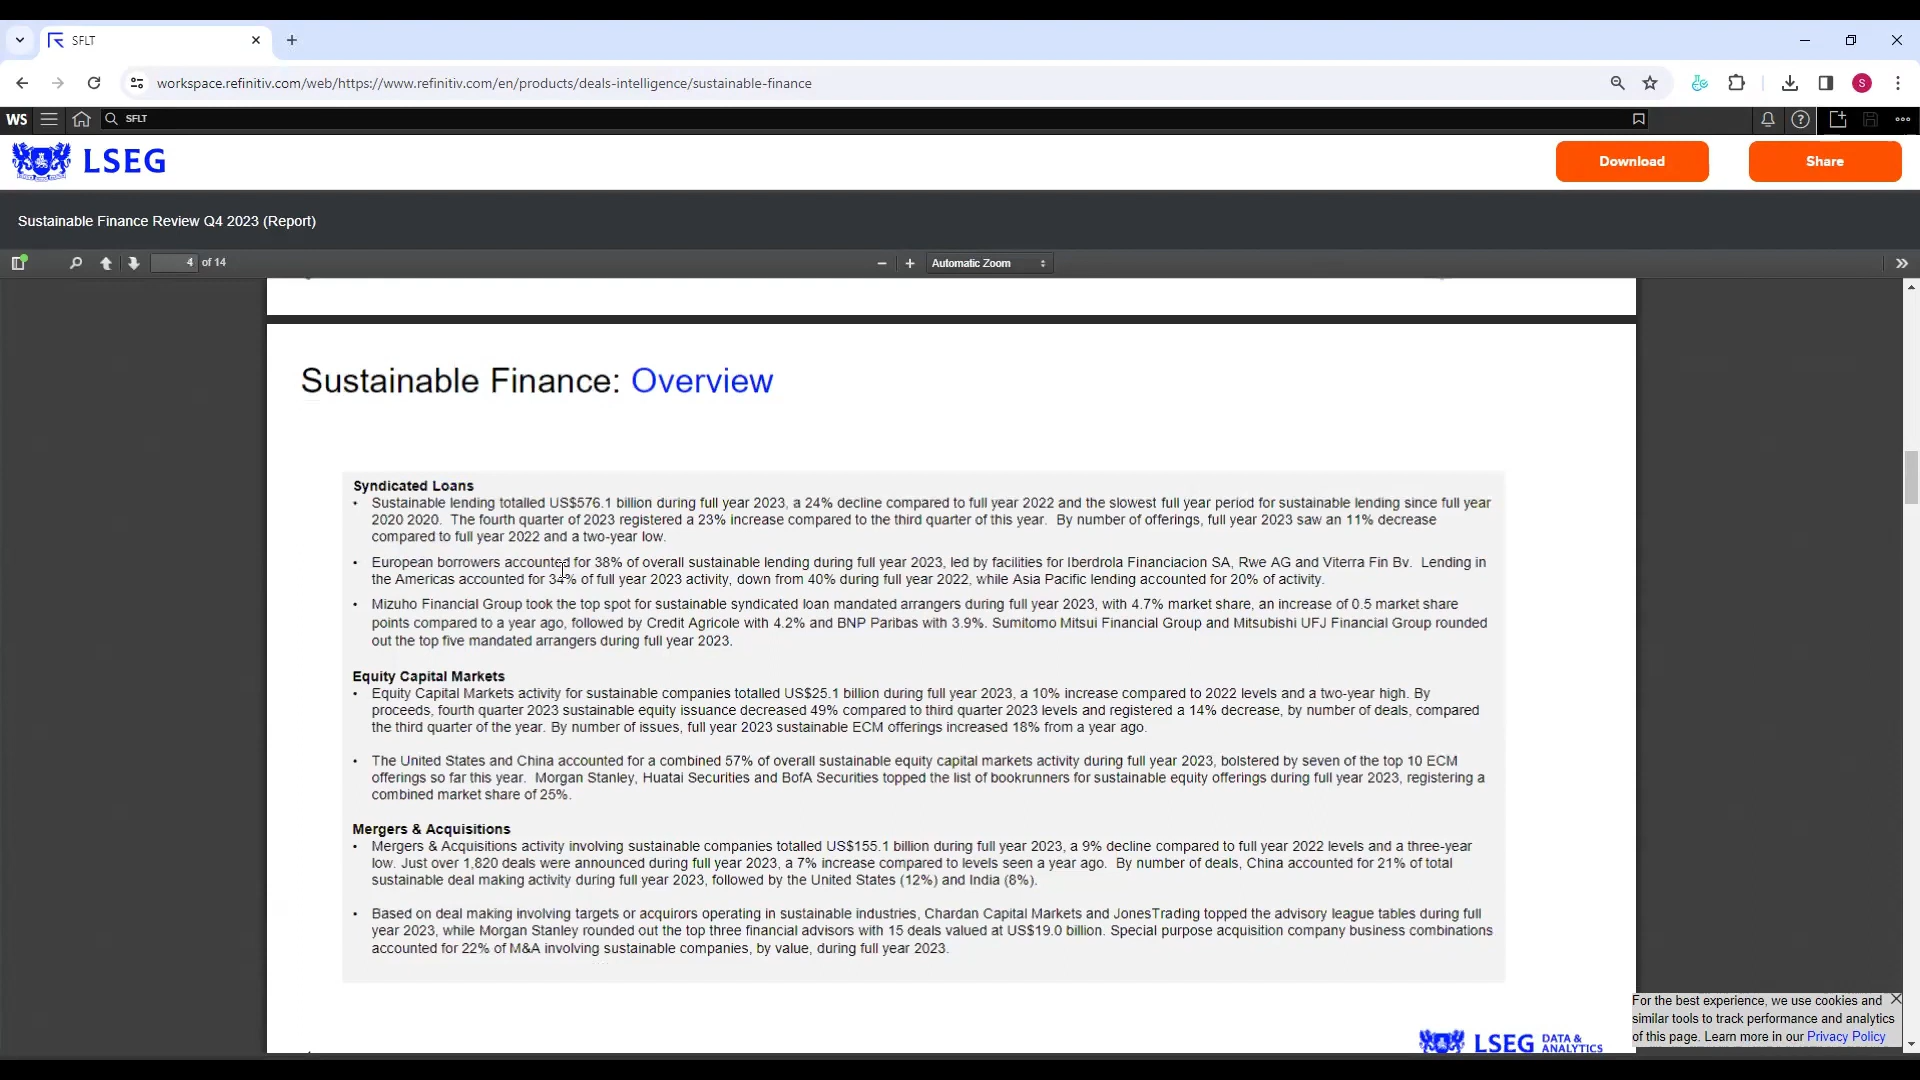 SFLT
workspace.refinitiv.com/web/https://www.refinitiv.com/en/products/deals-intelligence/sustainable-finance
S
WS
SFLT
LSEG
Download
Share
Sustainable Finance Review Q4 2023 (Report)
4 of 14
Automatic Zoom
Sustainable Finance: Overview
Syndicated Loans
• Sustainable lending totalled US$576.1 billion during full year 2023, a 24% decline compared to full year 2022 and the slowest full year period for sustainable lending since full year
2020 2020. The fourth quarter of 2023 registered a 23% increase compared to the third quarter of this year. By number of offerings, full year 2023 saw an 11% decrease
compared to full year 2022 and a two-year low.
• European borrowers accounted for 38% of overall sustainable lending during full year 2023, led by facilities for Iberdrola Financiacion SA, Rwe AG and Viterra Fin Bv. Lending in
the Americas accounted for 34% of full year 2023 activity, down from 40% during full year 2022, while Asia Pacific lending accounted for 20% of activity.
• Mizuho Financial Group took the top spot for sustainable syndicated loan mandated arrangers during full year 2023, with 4.7% market share, an increase of 0.5 market share
points compared to a year ago, followed by Credit Agricole with 4.2% and BNP Paribas with 3.9%. Sumitomo Mitsui Financial Group and Mitsubishi UFJ Financial Group rounded
out the top five mandated arrangers during full year 2023.
Equity Capital Markets
• Equity Capital Markets activity for sustainable companies totalled US$25.1 billion during full year 2023, a 10% increase compared to 2022 levels and a two-year high. By
proceeds, fourth quarter 2023 sustainable equity issuance decreased 49% compared to third quarter 2023 levels and registered a 14% decrease, by number of deals, compared
the third quarter of the year. By number of issues, full year 2023 sustainable ECM offerings increased 18% from a year ago.
• The United States and China accounted for a combined 57% of overall sustainable equity capital markets activity during full year 2023, bolstered by seven of the top 10 ECM
offerings so far this year. Morgan Stanley, Huatai Securities and BofA Securities topped the list of bookrunners for sustainable equity offerings during full year 2023, registering a
combined market share of 25%.
Mergers & Acquisitions
• Mergers & Acquisitions activity involving sustainable companies totalled US$155.1 billion during full year 2023, a 9% decline compared to full year 2022 levels and a three-year
low. Just over 1,820 deals were announced during full year 2023, a 7% increase compared to levels seen a year ago. By number of deals, China accounted for 21% of total
sustainable deal making activity during full year 2023, followed by the United States (12%) and India (8%).
• Based on deal making involving targets or acquirors operating in sustainable industries, Chardan Capital Markets and JonesTrading topped the advisory league tables during full
year 2023, while Morgan Stanley rounded out the top three financial advisors with 15 deals valued at US$19.0 billion. Special purpose acquisition company business combinations
accounted for 22% of M&A involving sustainable companies, by value, during full year 2023.
LSEG DATA & ANALYTICS
For the best experience, we use cookies and
similar tools to track performance and analytics
of this page. Learn more in our Privacy Policy